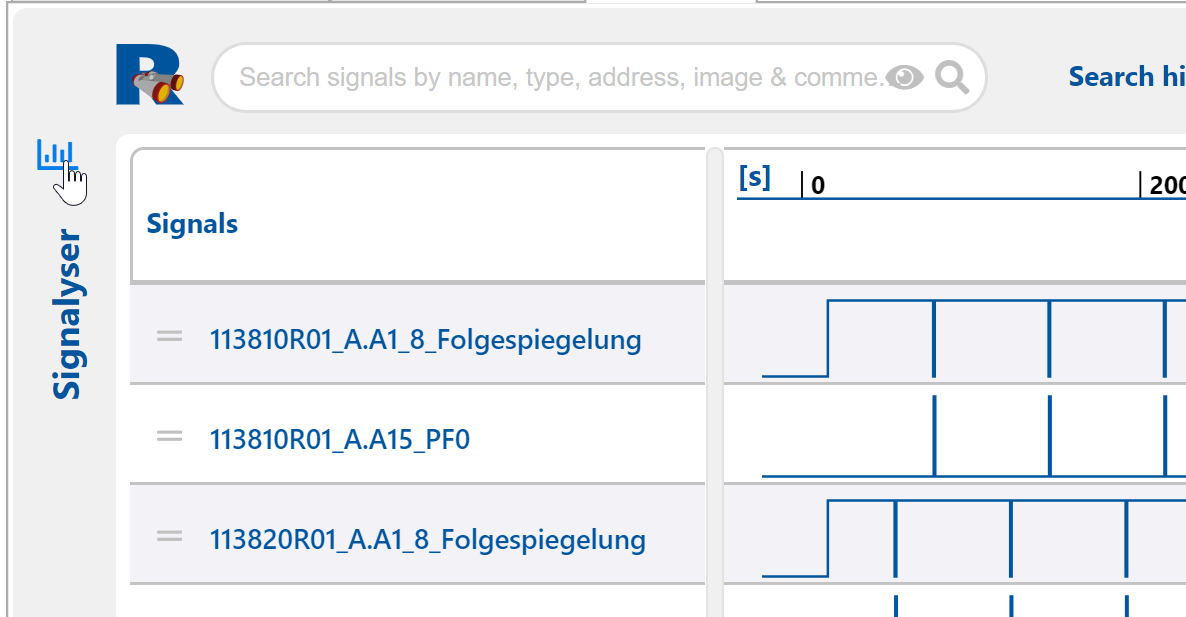 R
Search signals by name, type, address, image & comme.
Search hi
Signalyser
Signals
[s]
0
200
113810R01_A.A1_8_Folgespiegelung
113810R01_A.A15_PF0
113820R01_A.A1_8_Folgespiegelung